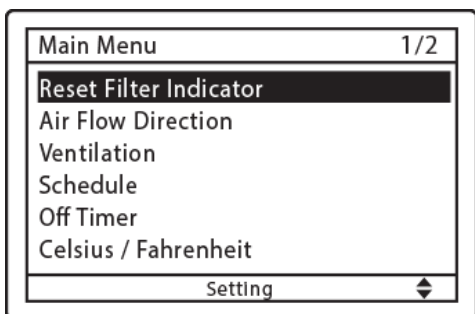 Main Menu 1/2
Reset Filter Indicator
Air Flow Direction
Ventilation
Schedule
Off Timer
Celsius / Fahrenheit
Setting